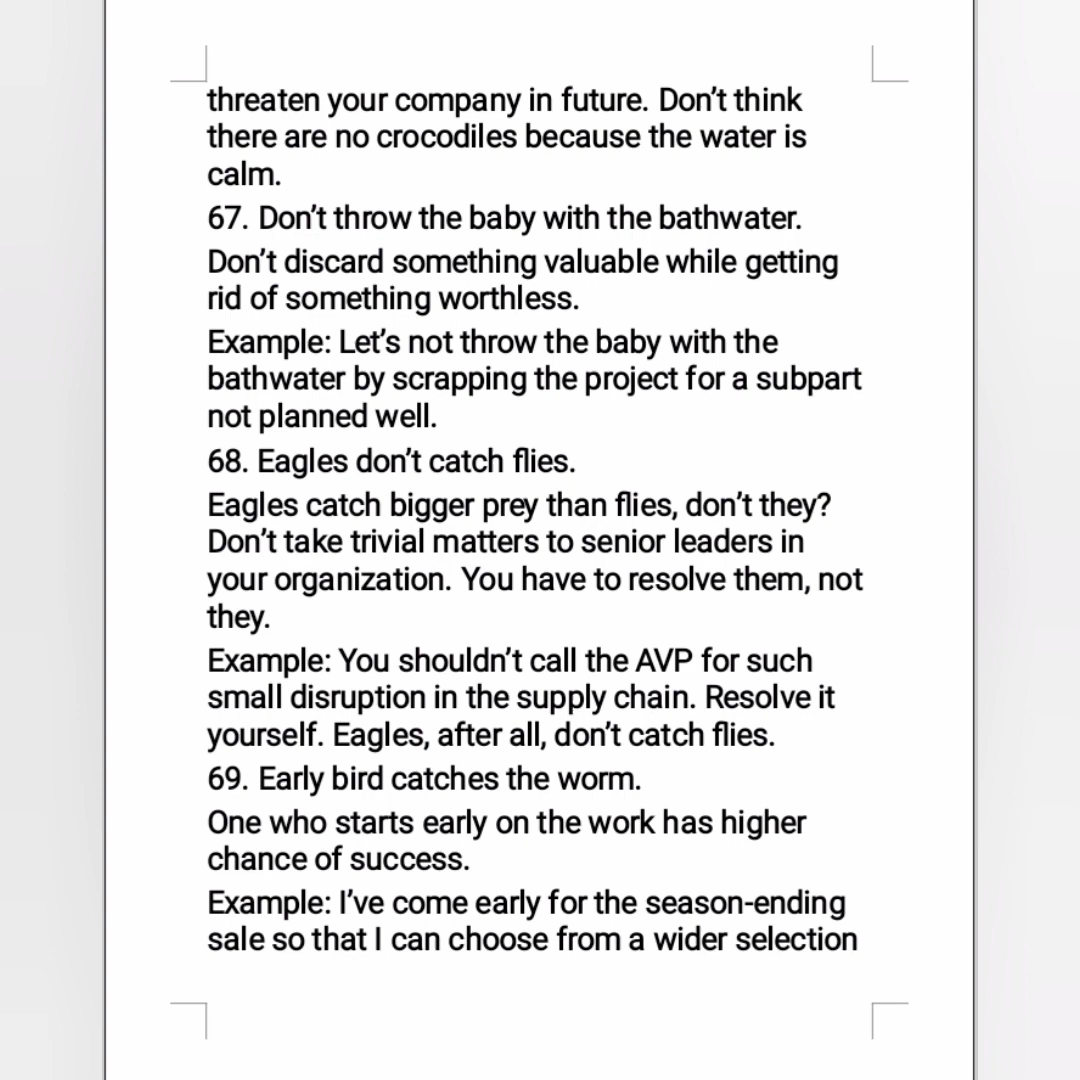 threaten your company in future. Don’t think
there are no crocodiles because the water is
calm.
67. Don’t throw the baby with the bathwater.
Don’t discard something valuable while getting
rid of something worthless.
Example: Let’s not throw the baby with the
bathwater by scrapping the project for a subpart
not planned well.
68. Eagles don’t catch flies.
Eagles catch bigger prey than flies, don’t they?
Don’t take trivial matters to senior leaders in
your organization. You have to resolve them, not
they.
Example: You shouldn’t call the AVP for such
small disruption in the supply chain. Resolve it
yourself. Eagles, after all, don’t catch flies.
69. Early bird catches the worm.
One who starts early on the work has higher
chance of success.
Example: I’ve come early for the season-ending
sale so that I can choose from a wider selection